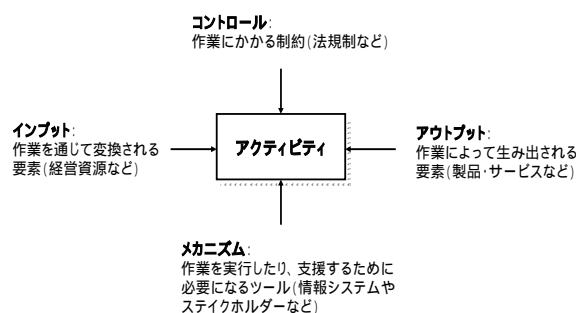 コントロール:
作業にかかる制約(法規制など)
インプット:
作業を通じて変換される
要素(経営資源など)
アクティビティ
アウトプット:
作業によって生み出される
要素(製品・サービスなど)
メカニズム:
作業を実行したり、支援するために
必要になるツール(情報システムや
ステイクホルダーなど)